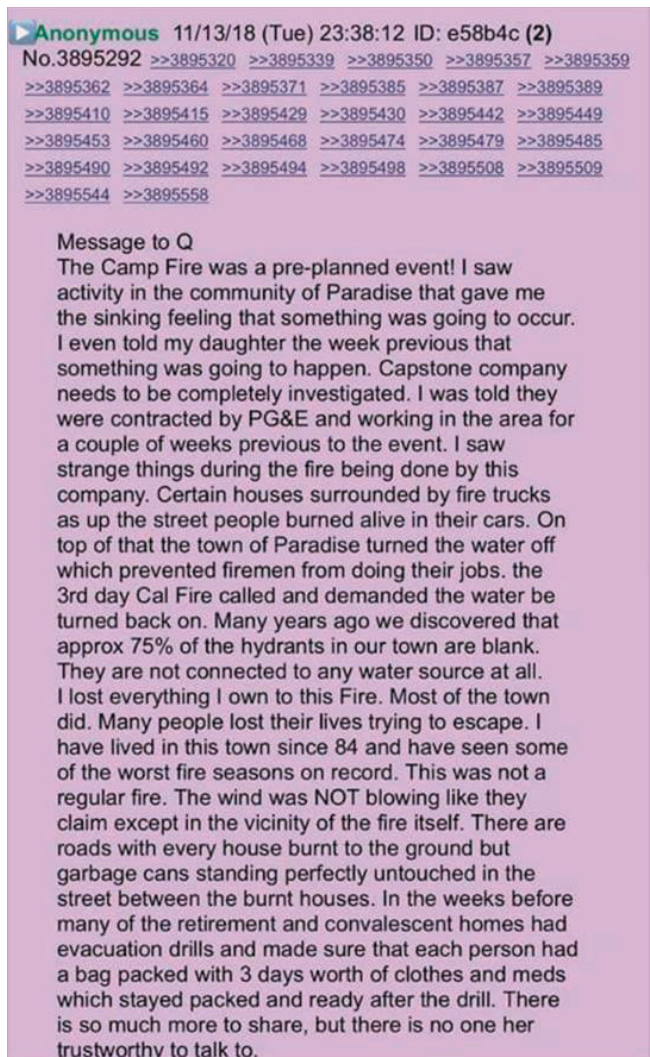 Anonymous 11/13/18 (Tue) 23:38:12 ID: e58b4c (2)
No.3895292 >>3895320 >>3895339 >>3895350 >>3895357 >>3895359
>>3895362 >>3895364 >>3895371 >>3895385 >>3895387 >>3895389
>>3895410 >>3895415 >>3895429 >>3895430 >>3895442 >>3895449
>>3895453 >>3895460 >>3895468 >>3895474 >>3895479 >>3895485
>>3895490 >>3895492 >>3895494 >>3895498 >>3895508 >>3895509
>>3895544 >>3895558
Message to Q
The Camp Fire was a pre-planned event! I saw
activity in the community of Paradise that gave me
the sinking feeling that something was going to occur.
I even told my daughter the week previous that
something was going to happen. Capstone company
needs to be completely investigated. I was told they
were contracted by PG&E and working in the area for
a couple of weeks previous to the event. I saw
strange things during the fire being done by this
company. Certain houses surrounded by fire trucks
as up the street people burned alive in their cars. On
top of that the town of Paradise turned the water off
which prevented firemen from doing their jobs. the
3rd day Cal Fire called and demanded the water be
turned back on. Many years ago we discovered that
approx 75% of the hydrants in our town are blank.
They are not connected to any water source at all.
I lost everything I own to this Fire. Most of the town
did. Many people lost their lives trying to escape. I
have lived in this town since 84 and have seen some
of the worst fire seasons on record. This was not a
regular fire. The wind was NOT blowing like they
claim except in the vicinity of the fire itself. There are
roads with every house burnt to the ground but
garbage cans standing perfectly untouched in the
street between the burnt houses. In the weeks before
many of the retirement and convalescent homes had
evacuation drills and made sure that each person had
a bag packed with 3 days worth of clothes and meds
which stayed packed and ready after the drill. There
is so much more to share, but there is no one her
trustworthy to talk to.